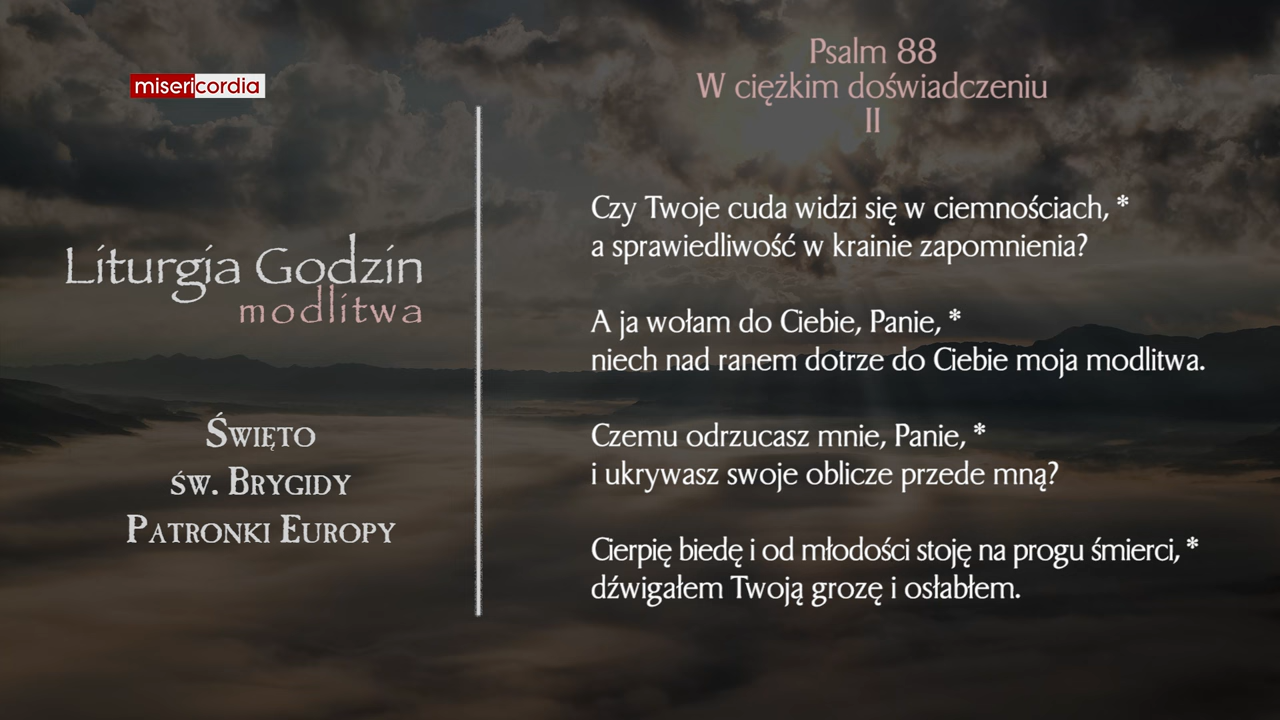 misericordia
Liturgia Godzin
modlitwa
Święto
św. Brygidy
Patronki Europy
Psalm 88
W ciężkim doświadczeniu
II
Czy Twoje cuda widzi się w ciemnościach, *
a sprawiedliwość w krainie zapomnienia?
A ja wołam do Ciebie, Panie, *
niech nad ranem dotrze do Ciebie moja modlitwa.
Czemu odrzucasz mnie, Panie, *
i ukrywasz swoje oblicze przede mną?
Cierpię biedę i od młodości stoję na progu śmierci, *
dźwigałem Twoją grozę i osłabłem.